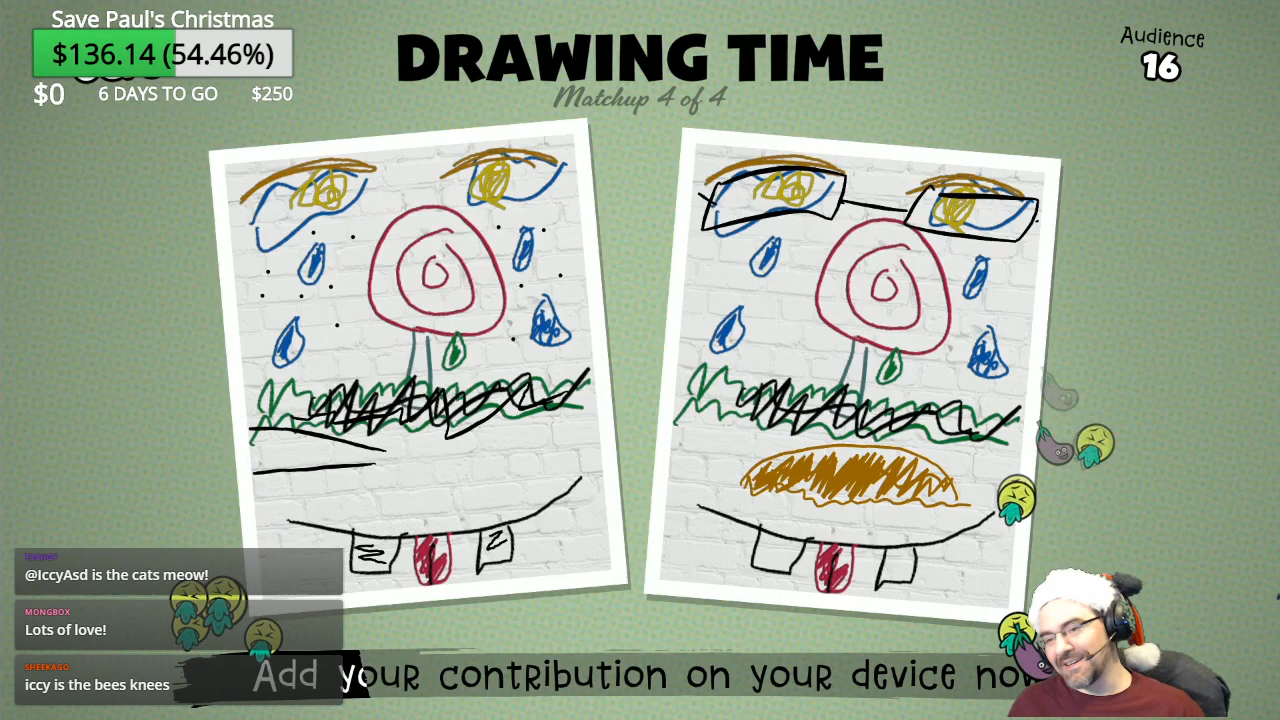 Save Paul's Christmas
$136.14 (54.46%)
$0 6 DAYS TO GO $250
DRAWING TIME
Matchup 4 of 4
Audience
16
@IccyAsd is the cats meow!
MONGBOX
Lots of love!
SHEEKAGO
iccy is the bees knees
Add your contribution on your device now